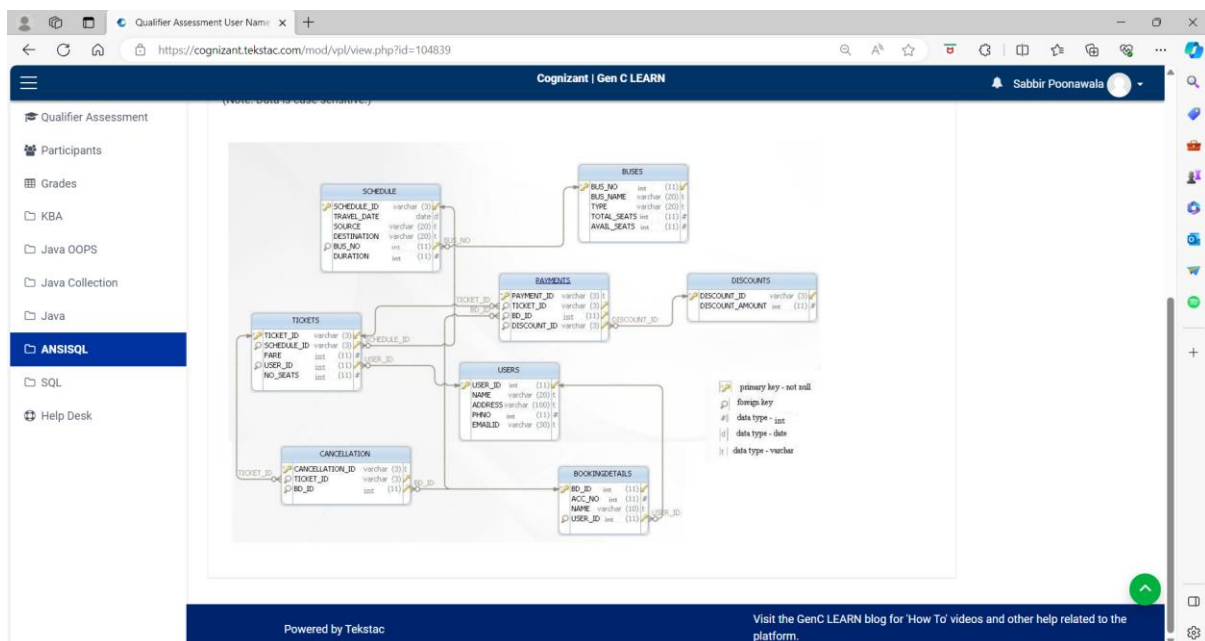 Qualifier Assessment User Name
https://cognizant.tekstac.com/mod/vpl/view.php?id=104839
Cognizant | Gen C LEARN
Sabbir Poonawala
(Note: Data is case sensitive.)
Qualifier Assessment
Participants
Grades
KBA
Java OOPS
Java Collection
Java
ANSISQL
SQL
Help Desk
SCHEDULE
SCHEDULE_ID varchar (3)
TRAVEL_DATE date d
SOURCE varchar (20) t
DESTINATION varchar (20) t
BUS_NO int (11)
DURATION int (11) #
BUS_NO
BUSES
BUS_NO int (11)
BUS_NAME varchar (20) t
TYPE varchar (20) t
TOTAL_SEATS int (11) #
AVAIL_SEATS int (11) #
PAYMENTS
PAYMENT_ID varchar (3) t
TICKET_ID varchar (3)
BD_ID int (11)
DISCOUNT_ID varchar (3)
TICKET_ID
BD_ID
DISCOUNT_ID
DISCOUNTS
DISCOUNT_ID varchar (3)
DISCOUNT_AMOUNT int (11) #
TICKETS
TICKET_ID varchar (3)
SCHEDULE_ID varchar (3)
FARE int (11) #
USER_ID int (11)
NO_SEATS int (11) #
SCHEDULE_ID
USER_ID
USERS
USER_ID int (11)
NAME varchar (20) t
ADDRESS varchar (100) t
PHNO int (11) #
EMAILID varchar (30) t
primary key - not null
foreign key
# data type - int
d data type - date
t data type - varchar
CANCELLATION
CANCELLATION_ID varchar (3) t
TICKET_ID varchar (3)
BD_ID int (11)
TICKET_ID
BD_ID
BOOKINGDETAILS
BD_ID int (11)
ACC_NO int (11) #
NAME varchar (10) t
USER_ID int (11)
USER_ID
Powered by Tekstac
Visit the GenC LEARN blog for 'How To' videos and other help related to the
platform.